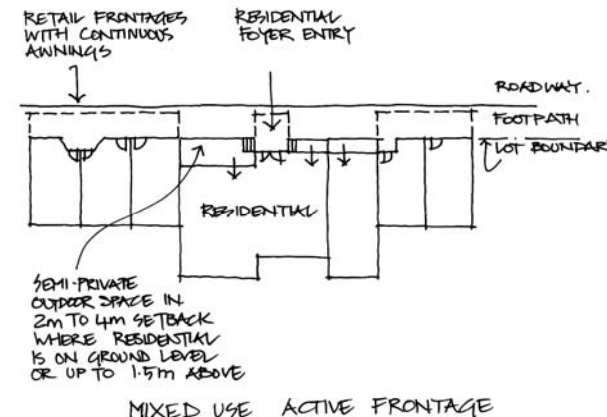 RETAIL FRONTAGES
WITH CONTINUOUS
AWNINGS
RESIDENTIAL
FOYER ENTRY
ROADWAY.
FOOTPATH
LOT BOUNDAR
RESIDENTIAL
SEMI-PRIVATE
OUTDOOR SPACE IN
2m TO 4m SETBACK
WHERE RESIDENTIAL
IS ON GROUND LEVEL
OR UP TO 1.5m ABOVE
MIXED USE ACTIVE FRONTAGE